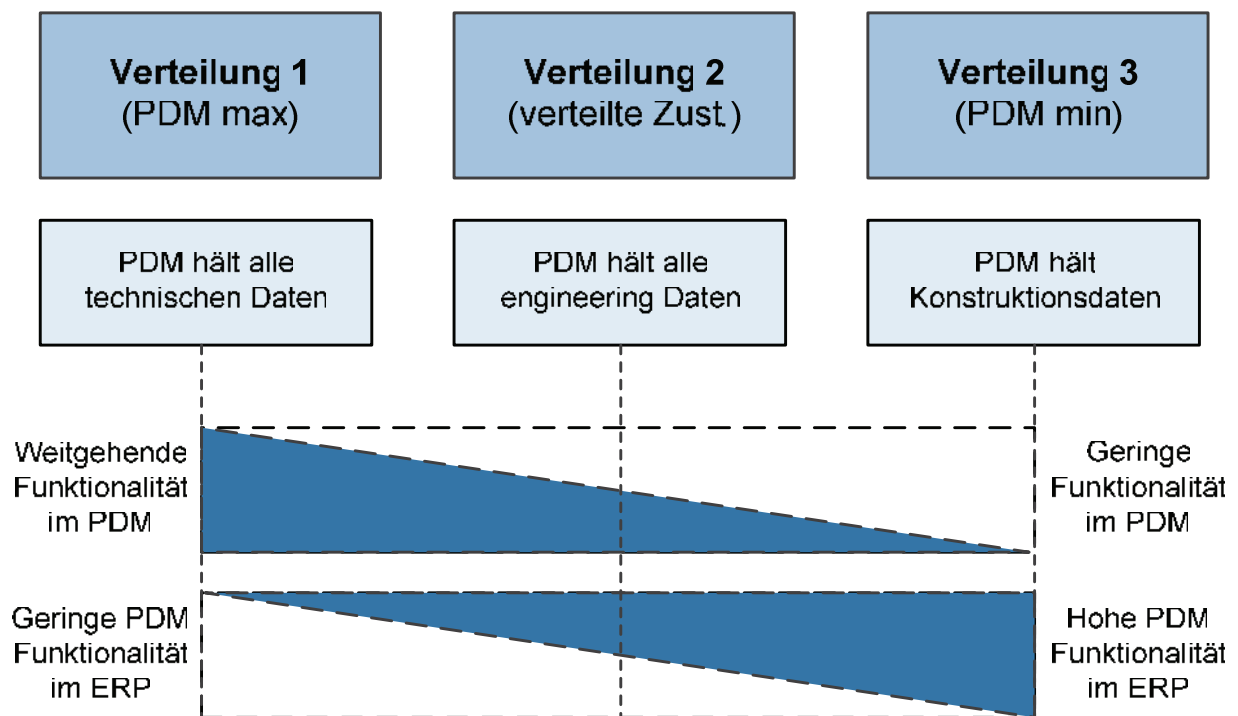 Verteilung 1
(PDM max)
Verteilung 2
(verteilte Zust.)
Verteilung 3
(PDM min)
PDM hält alle
technischen Daten
PDM hält alle
engineering Daten
PDM hält
Konstruktionsdaten
Weitgehende
Funktionalität
im PDM
Geringe
Funktionalität
im PDM
Geringe PDM
Funktionalität
im ERP
Hohe PDM
Funktionalität
im ERP